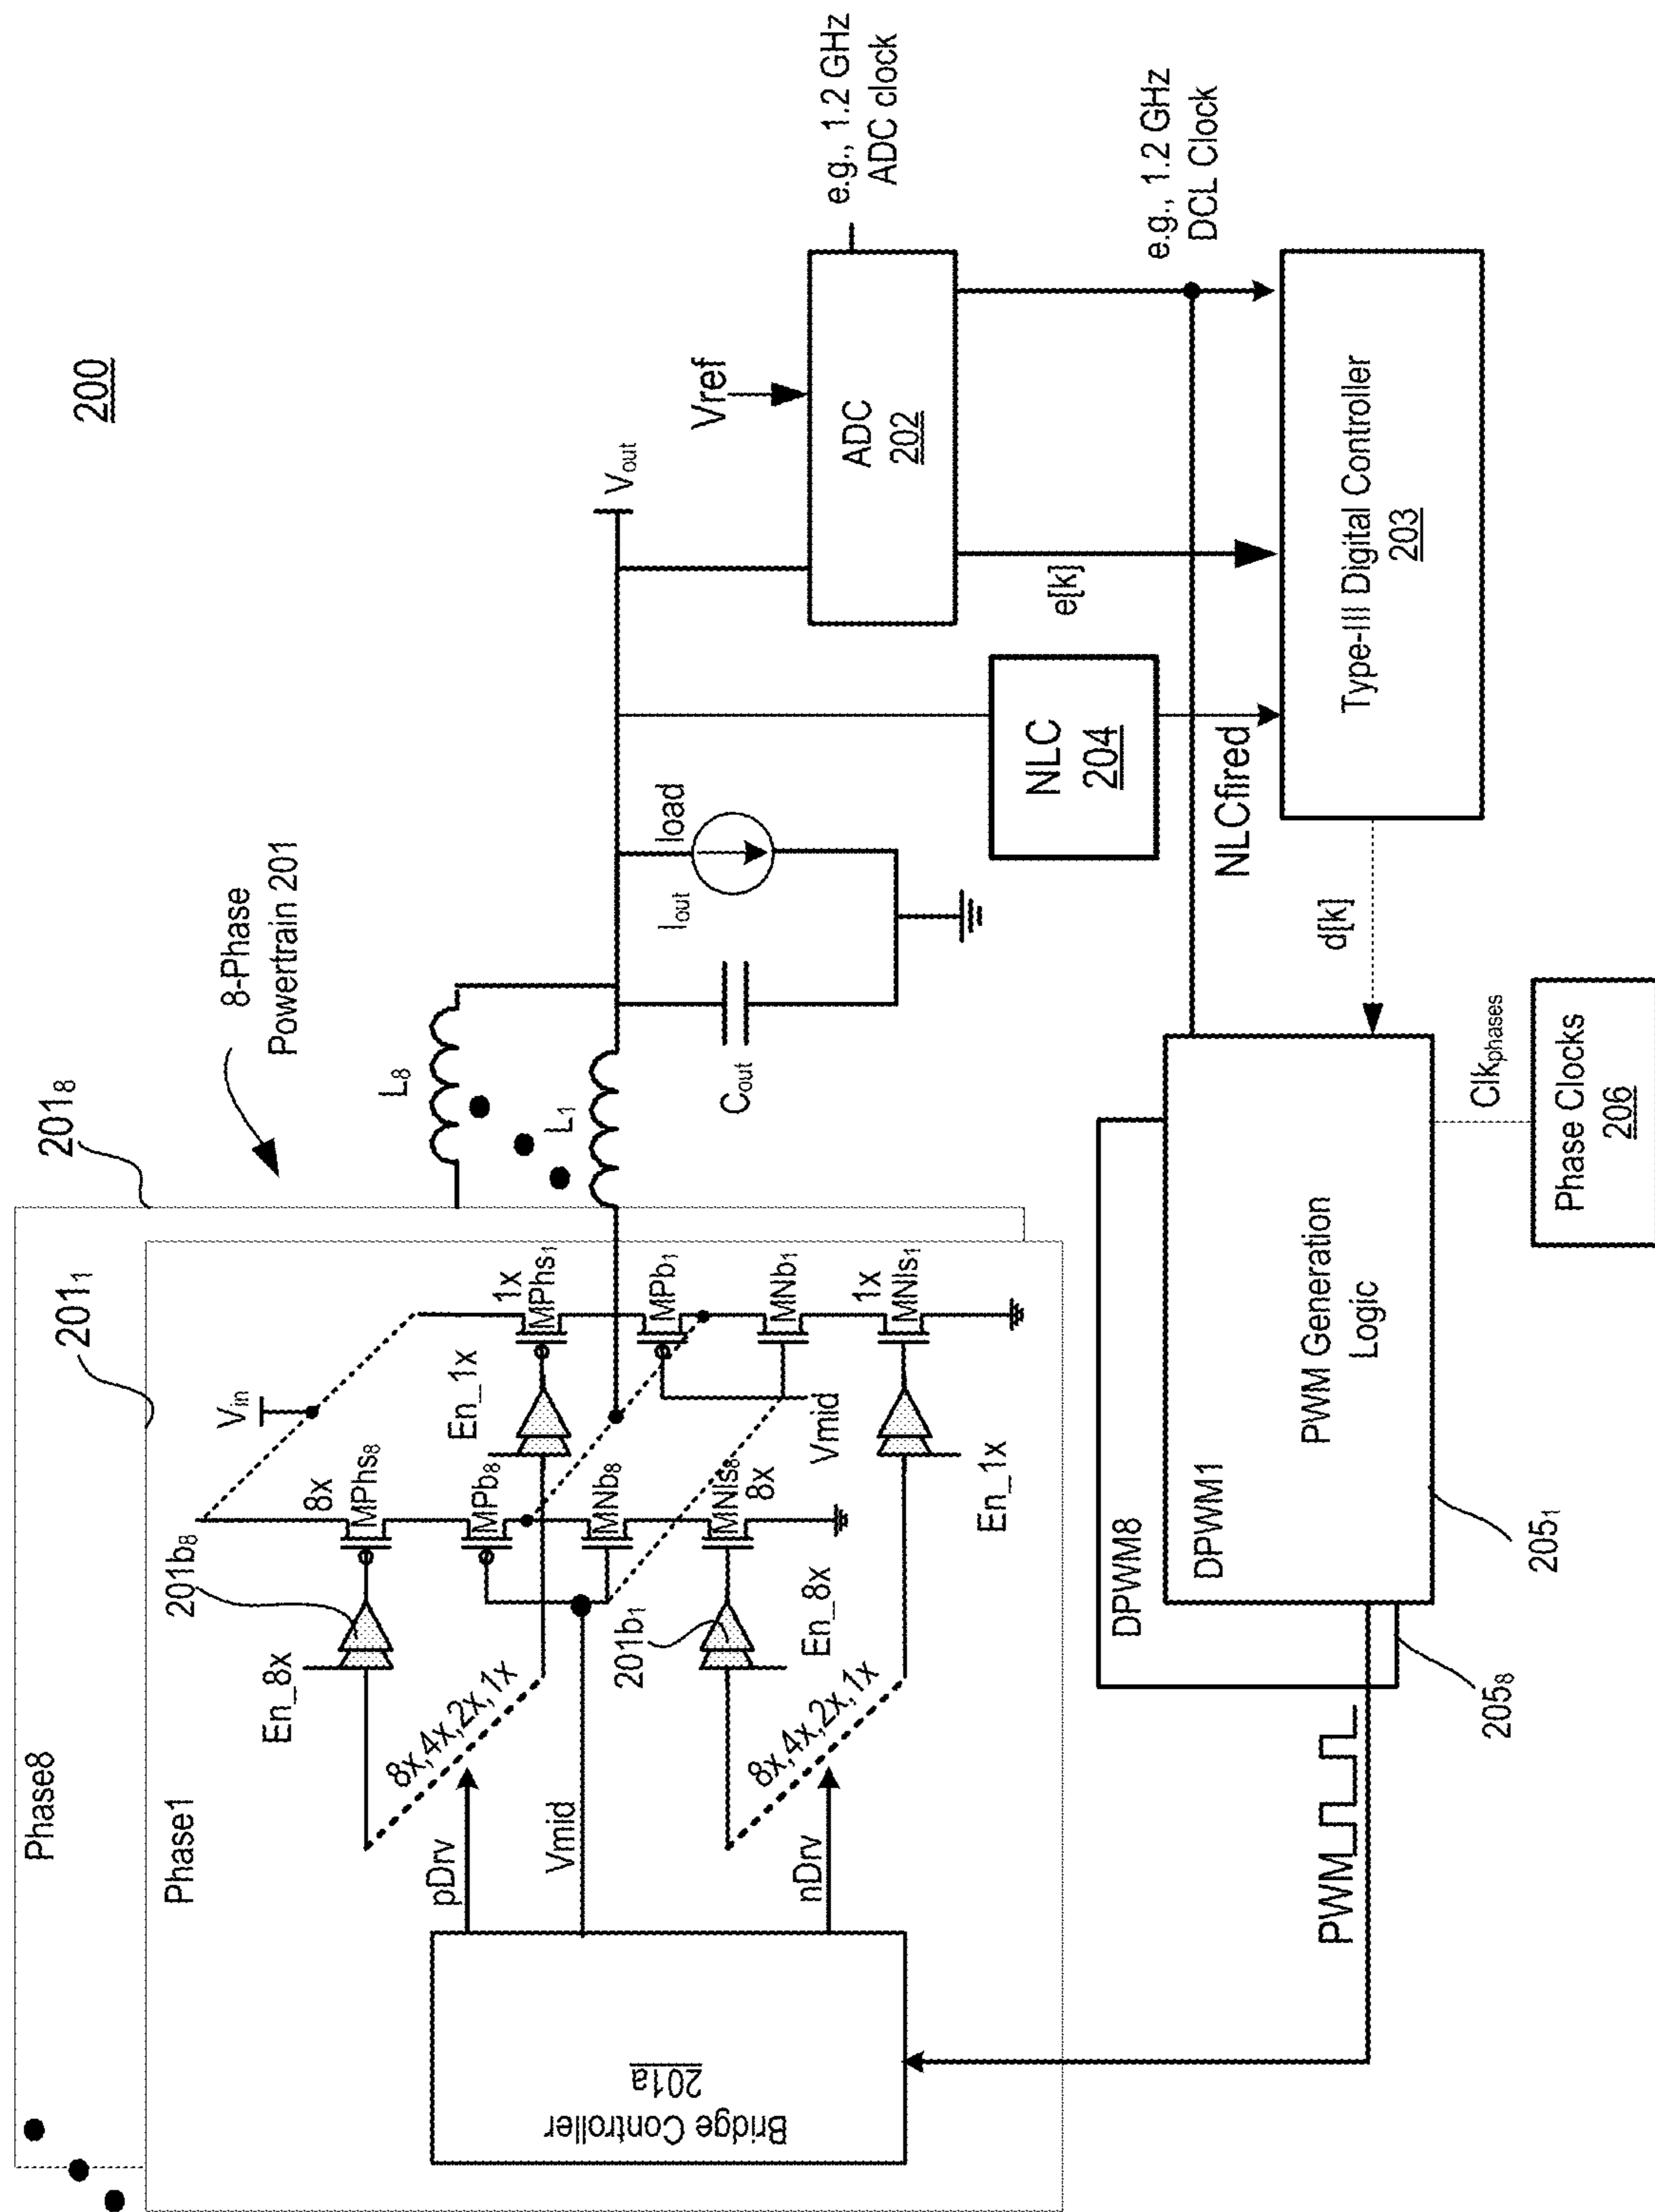 200
8-Phase
Powertrain 201
201₈
201₁
Phase8
Phase1
Vin
L₈
L₁
Vout
Vref
ADC
202
e.g., 1.2 GHz
ADC clock
e.g., 1.2 GHz
DCL Clock
e[k]
Iout
load
Cout
NLC
204
NLCfired
Type-III Digital Controller
203
d[k]
201b₈
8x
MPhs₈
MPb₈
MNb₈
MNls₈
8x
1x
MPhs₁
MPb₁
MNb₁
1x
MNls₁
En_8x
En_1x
201b₁
En_8x
En_1x
Vmid
8x,4x,2x,1x
8x,4x,2x,1x
pDrv
Vmid
nDrv
Bridge Controller
201a
PWM
DPWM8
DPWM1
PWM Generation
Logic
205₁
205₈
Clkphases
Phase Clocks
206